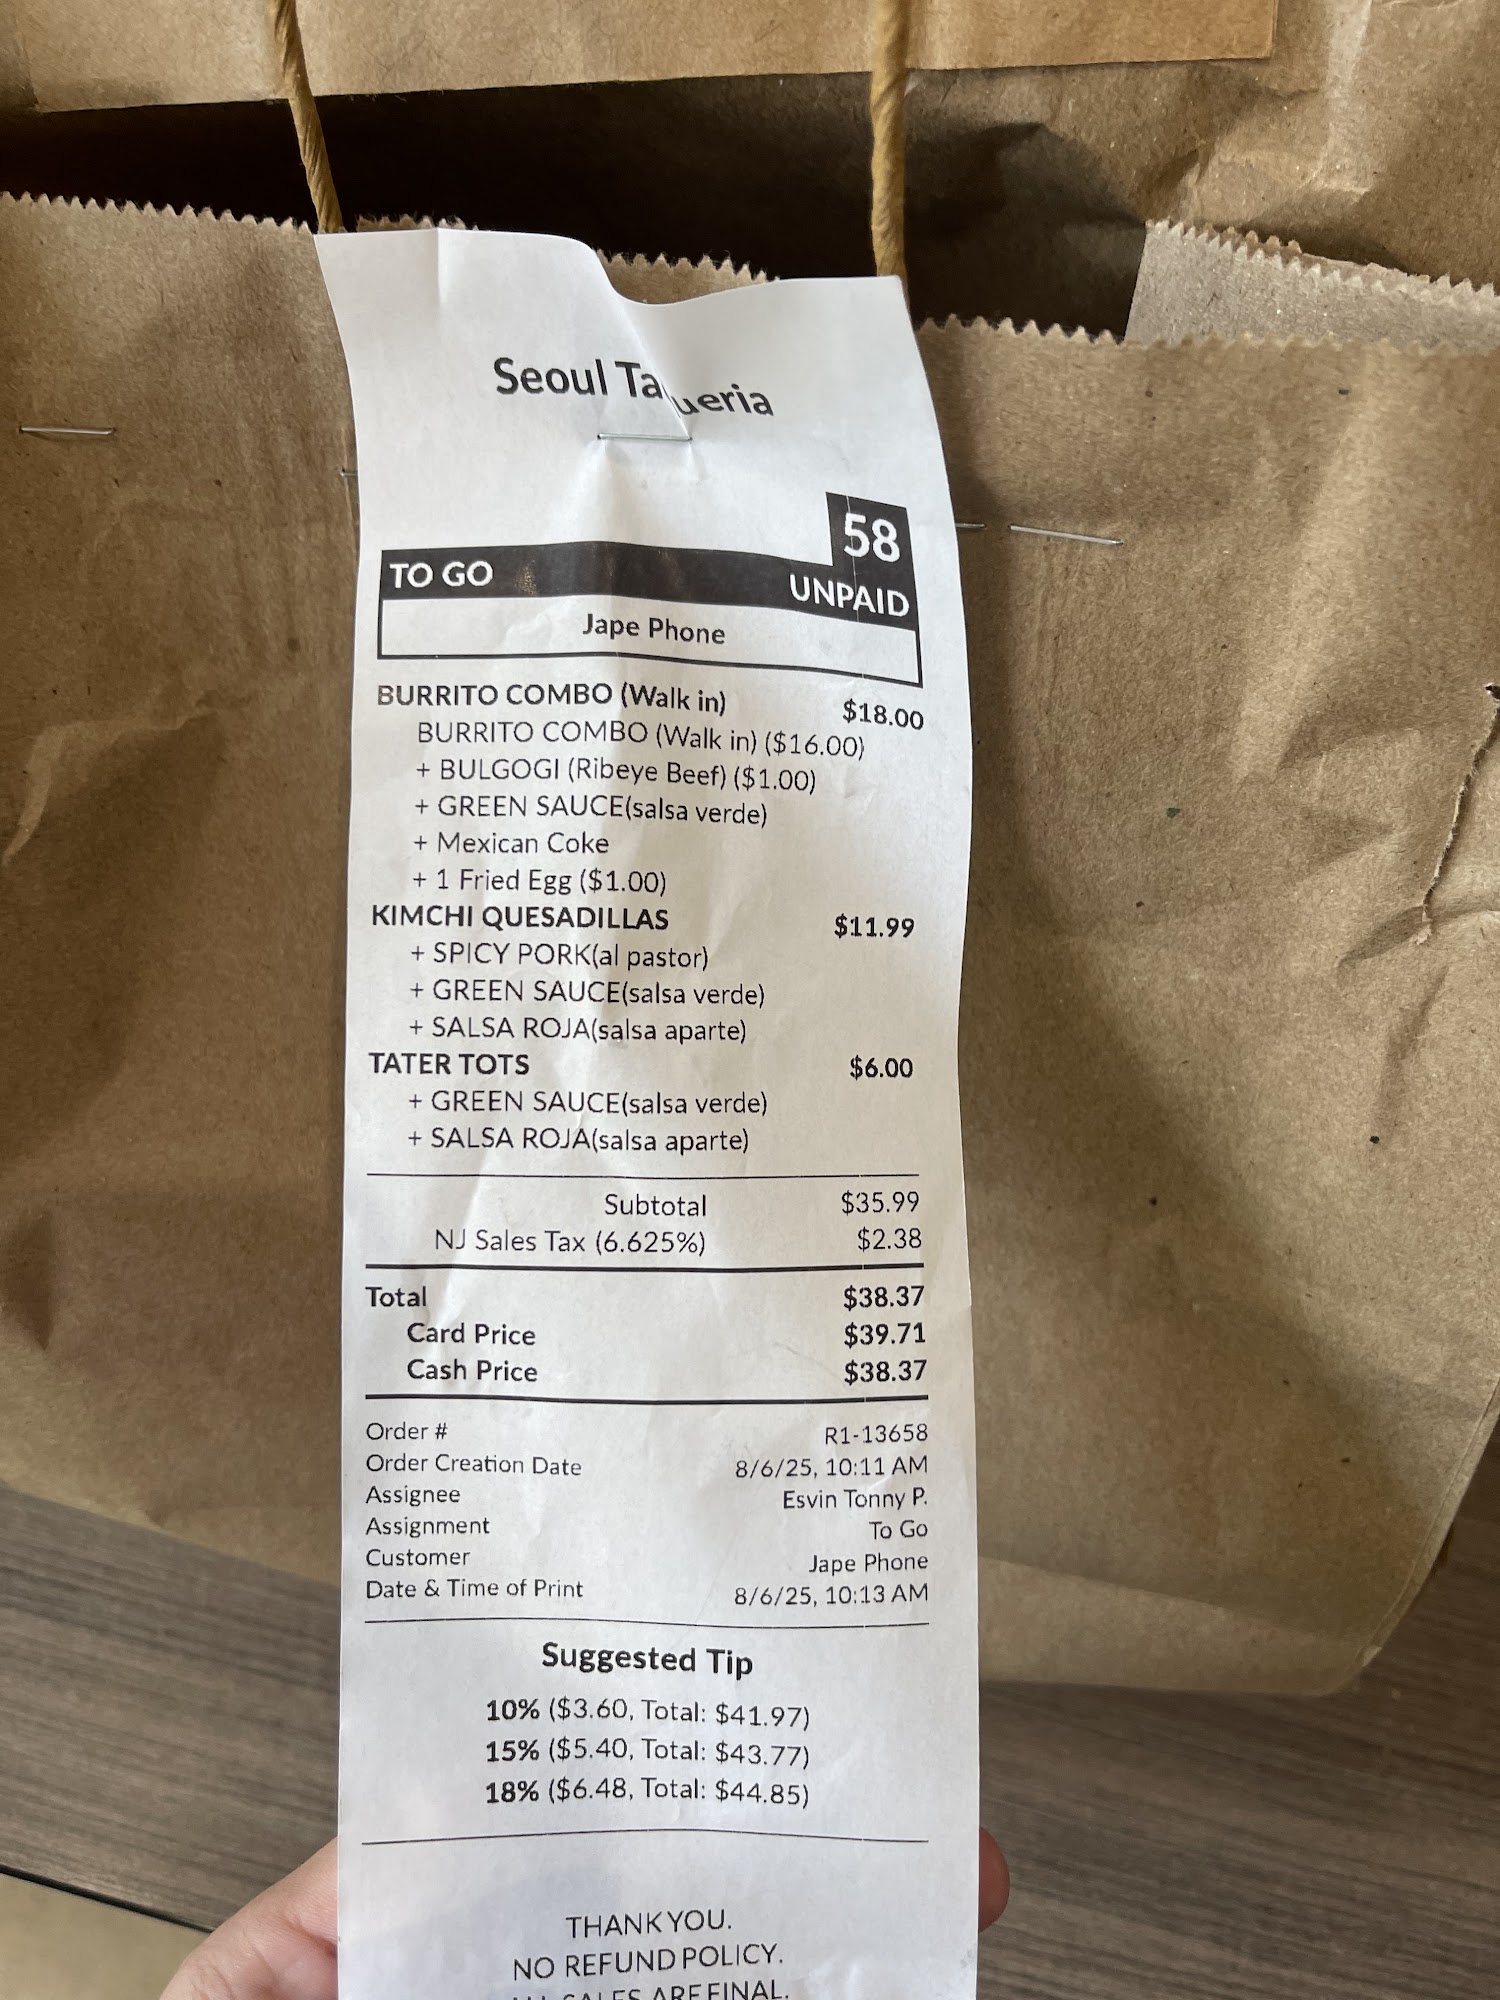 Seoul Taqueria
58
TO GO UNPAID
Jape Phone
BURRITO COMBO (Walk in) $18.00
BURRITO COMBO (Walk in) ($16.00)
+ BULGOGI (Ribeye Beef) ($1.00)
+ GREEN SAUCE(salsa verde)
+ Mexican Coke
+ 1 Fried Egg ($1.00)
KIMCHI QUESADILLAS $11.99
+ SPICY PORK(al pastor)
+ GREEN SAUCE(salsa verde)
+ SALSA ROJA(salsa aparte)
TATER TOTS $6.00
+ GREEN SAUCE(salsa verde)
+ SALSA ROJA(salsa aparte)
Subtotal $35.99
NJ Sales Tax (6.625%) $2.38
Total $38.37
Card Price $39.71
Cash Price $38.37
Order # R1-13658
Order Creation Date 8/6/25, 10:11 AM
Assignee Esvin Tonny P.
Assignment To Go
Customer Jape Phone
Date & Time of Print 8/6/25, 10:13 AM
Suggested Tip
10% ($3.60, Total: $41.97)
15% ($5.40, Total: $43.77)
18% ($6.48, Total: $44.85)
THANK YOU.
NO REFUND POLICY.
ALL SALES ARE FINAL.